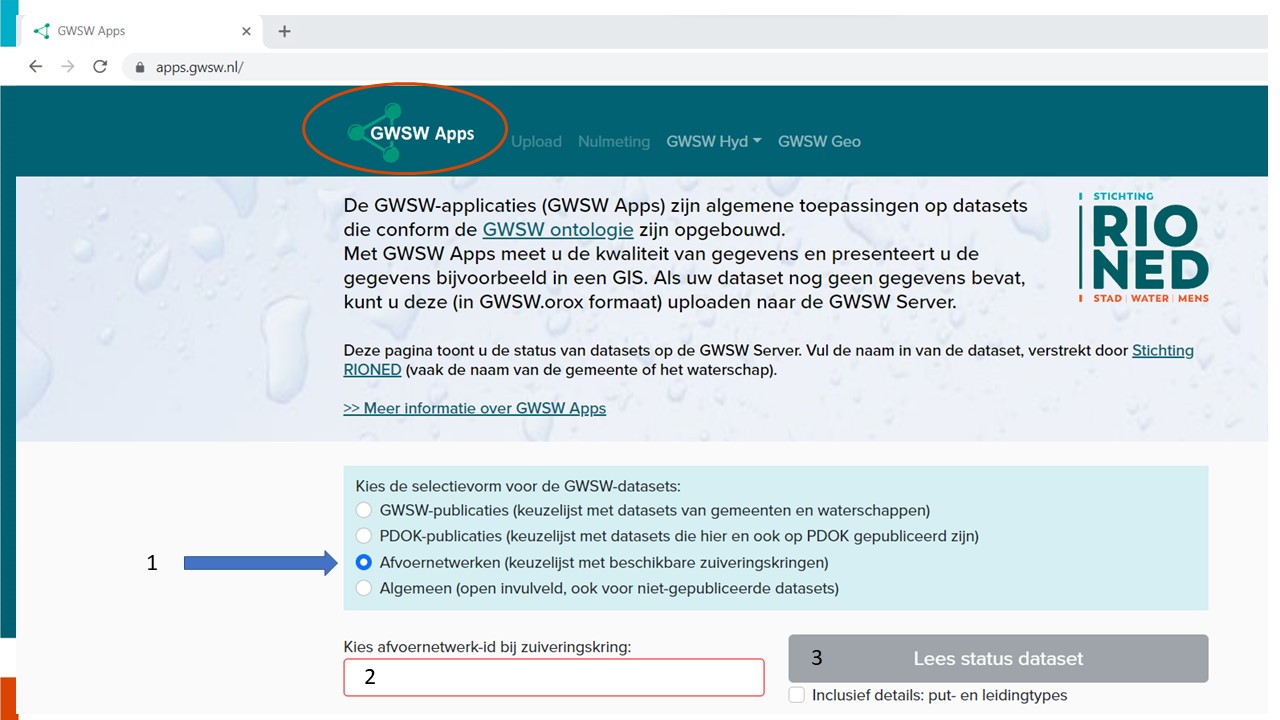 GWSW Apps
apps.gwsw.nl/
GWSW Apps Upload Nulmeting GWSW Hyd GWSW Geo
De GWSW-applicaties (GWSW Apps) zijn algemene toepassingen op datasets
die conform de GWSW ontologie zijn opgebouwd.
Met GWSW Apps meet u de kwaliteit van gegevens en presenteert u de
gegevens bijvoorbeeld in een GIS. Als uw dataset nog geen gegevens bevat,
kunt u deze (in GWSW.orox formaat) uploaden naar de GWSW Server.
STICHTING
RIO
NED
STAD | WATER | MENS
Deze pagina toont u de status van datasets op de GWSW Server. Vul de naam in van de dataset, verstrekt door Stichting
RIONED (vaak de naam van de gemeente of het waterschap).
>> Meer informatie over GWSW Apps
Kies de selectievorm voor de GWSW-datasets:
GWSW-publicaties (keuzelijst met datasets van gemeenten en waterschappen)
PDOK-publicaties (keuzelijst met datasets die hier en ook op PDOK gepubliceerd zijn)
1 Afvoernetwerken (keuzelijst met beschikbare zuiveringskringen)
Algemeen (open invulveld, ook voor niet-gepubliceerde datasets)
Kies afvoernetwerk-id bij zuiveringskring:
2
3 Lees status dataset
Inclusief details: put- en leidingtypes